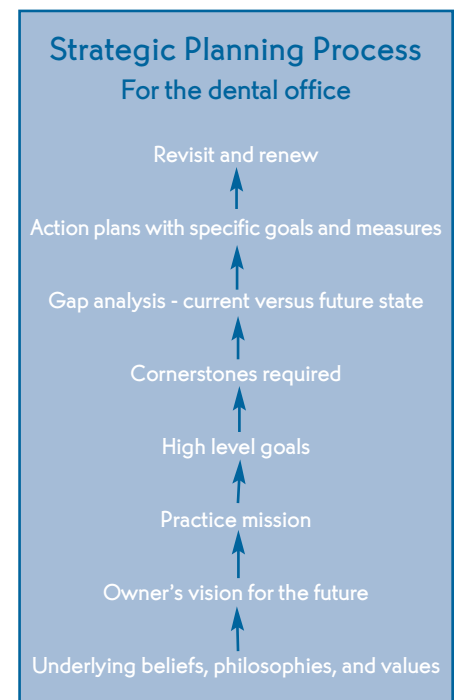 Strategic Planning Process
For the dental office
Revisit and renew
Action plans with specific goals and measures
Gap analysis - current versus future state
Cornerstones required
High level goals
Practice mission
Owner's vision for the future
Underlying beliefs, philosophies, and values